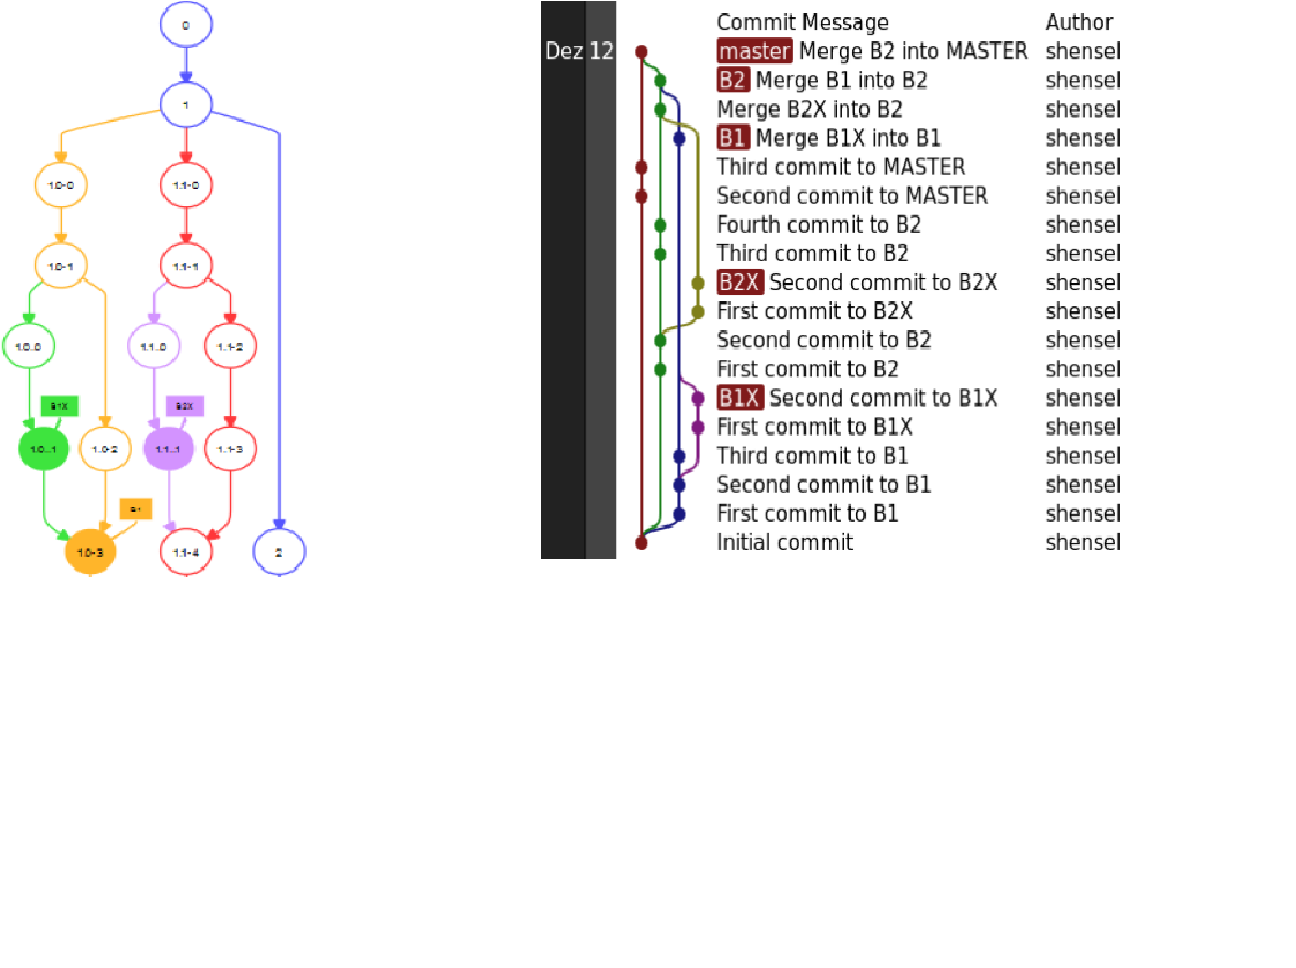 0
1
1.0-0
1.1-0
1.0-1
1.1-1
1.0..0
1.1..0
1.1-2
B1X
B2X
1.0..1
1.0-2
1.1..1
1.1-3
B1
1.0-3
1.1-4
2
Commit Message Author
Dez 12 master Merge B2 into MASTER shensel
B2 Merge B1 into B2 shensel
Merge B2X into B2 shensel
B1 Merge B1X into B1 shensel
Third commit to MASTER shensel
Second commit to MASTER shensel
Fourth commit to B2 shensel
Third commit to B2 shensel
B2X Second commit to B2X shensel
First commit to B2X shensel
Second commit to B2 shensel
First commit to B2 shensel
B1X Second commit to B1X shensel
First commit to B1X shensel
Third commit to B1 shensel
Second commit to B1 shensel
First commit to B1 shensel
Initial commit shensel